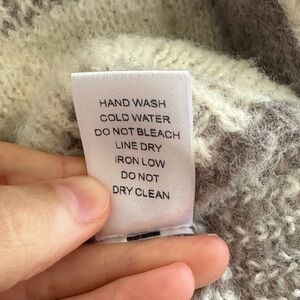 HAND WASH
COLD WATER
DO NOT BLEACH
LINE DRY
IRON LOW
DO NOT
DRY CLEAN